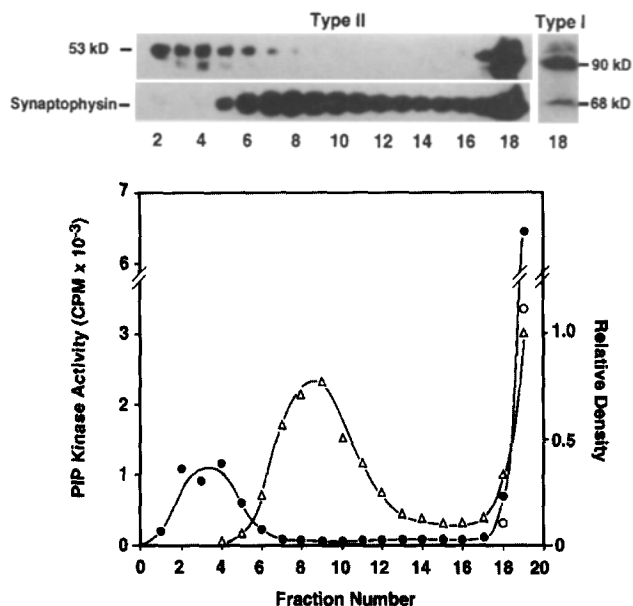 Type II
Type I
53 kD
90 kD
Synaptophysin
68 kD
2 4 6 8 10 12 14 16 18 18
7
6
3
2
1
0
1.0
0.5
0
0 2 4 6 8 10 12 14 16 18 20
PIP Kinase Activity (CPM x 10⁻³)
Relative Density
Fraction Number